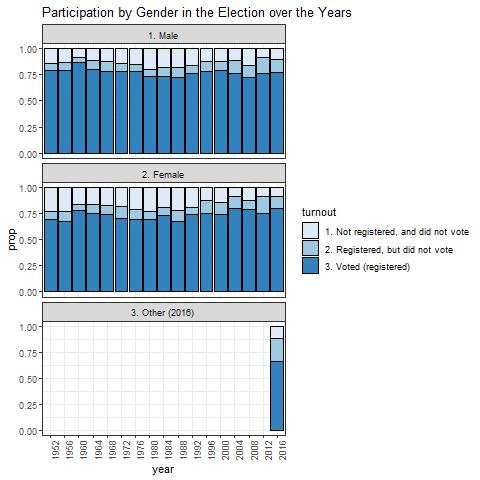 Participation by Gender in the Election over the Years
1. Male
1.00
0.75
0.50
0.25
0.00
2. Female
1.00
0.75
0.50
0.25
0.00
3. Other (2016)
1.00
0.75
0.50
0.25
0.00
prop
1952 1956 1960 1964 1968 1972 1976 1980 1984 1988 1992 1996 2000 2004 2008 2012 2016
year
turnout
1. Not registered, and did not vote
2. Registered, but did not vote
3. Voted (registered)